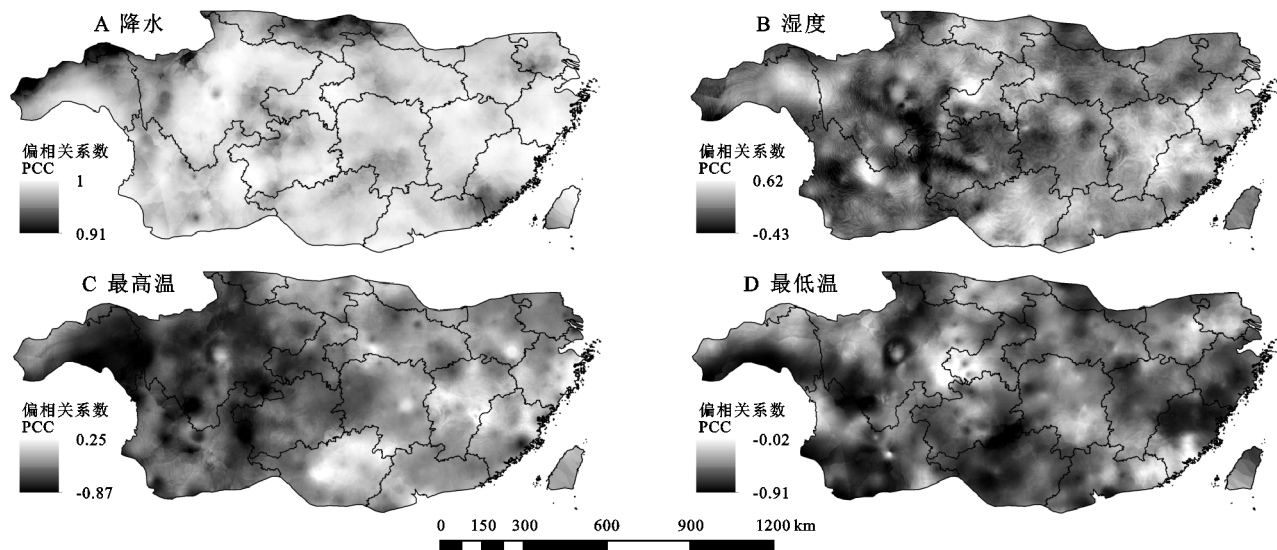 A 降水
偏相关系数
PCC
1
0.91
B 湿度
偏相关系数
PCC
0.62
-0.43
C 最高温
偏相关系数
PCC
0.25
-0.87
D 最低温
偏相关系数
PCC
-0.02
-0.91
0 150 300 600 900 1200 km